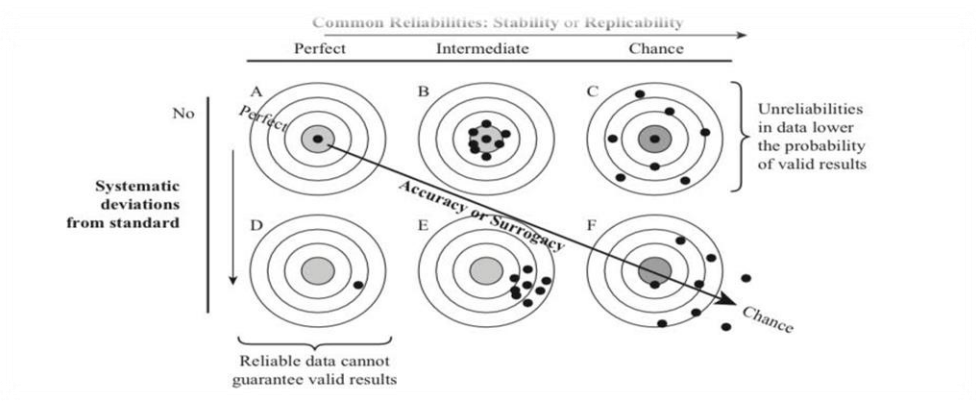 Common Reliabilities: Stability or Replicability
Perfect
Intermediate
Chance
No
A
Perfect
B
C
Unreliabilities
in data lower
the probability
of valid results
Systematic
deviations
from standard
Accuracy or Surrogacy
D
E
F
Chance
Reliable data cannot
guarantee valid results